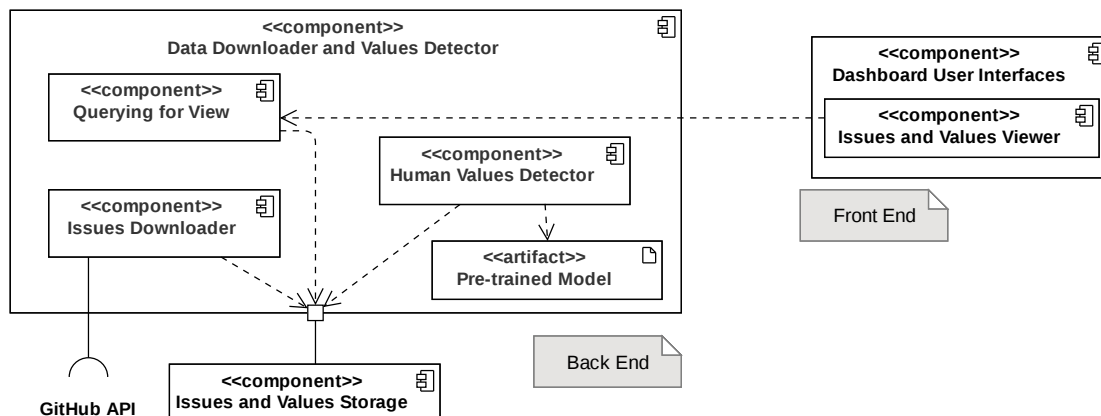 <<component>>
Data Downloader and Values Detector
<<component>>
Querying for View
<<component>>
Human Values Detector
<<component>>
Issues Downloader
<<artifact>>
Pre-trained Model
<<component>>
Dashboard User Interfaces
<<component>>
Issues and Values Viewer
Front End
Back End
GitHub API
<<component>>
Issues and Values Storage